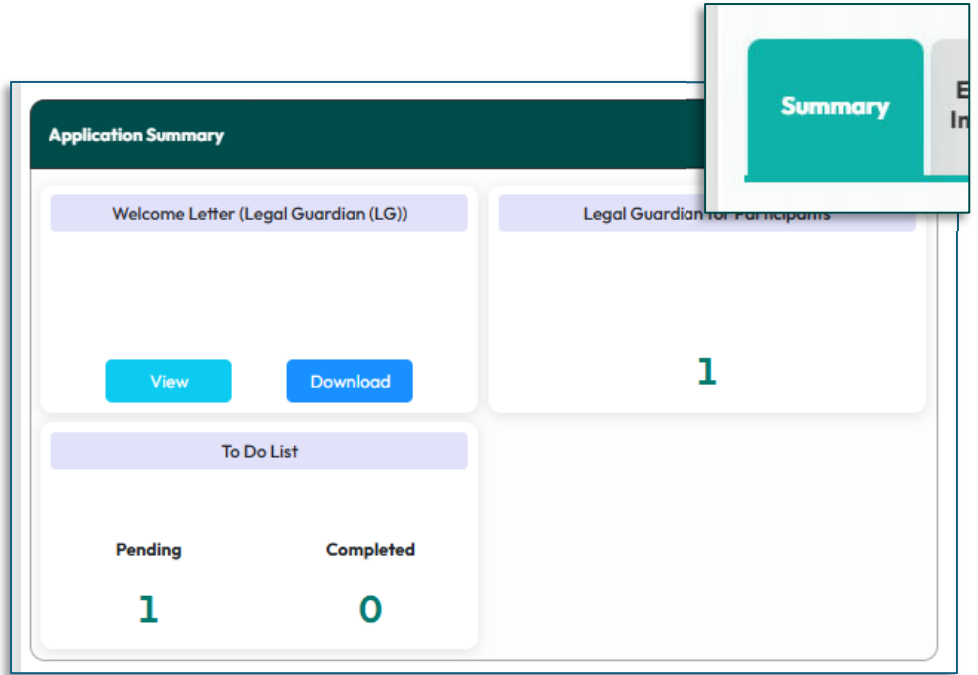 Summary
E
In
Application Summary
Welcome Letter (Legal Guardian (LG))
Legal Guardian for Participants
View
Download
1
To Do List
Pending
Completed
1
0